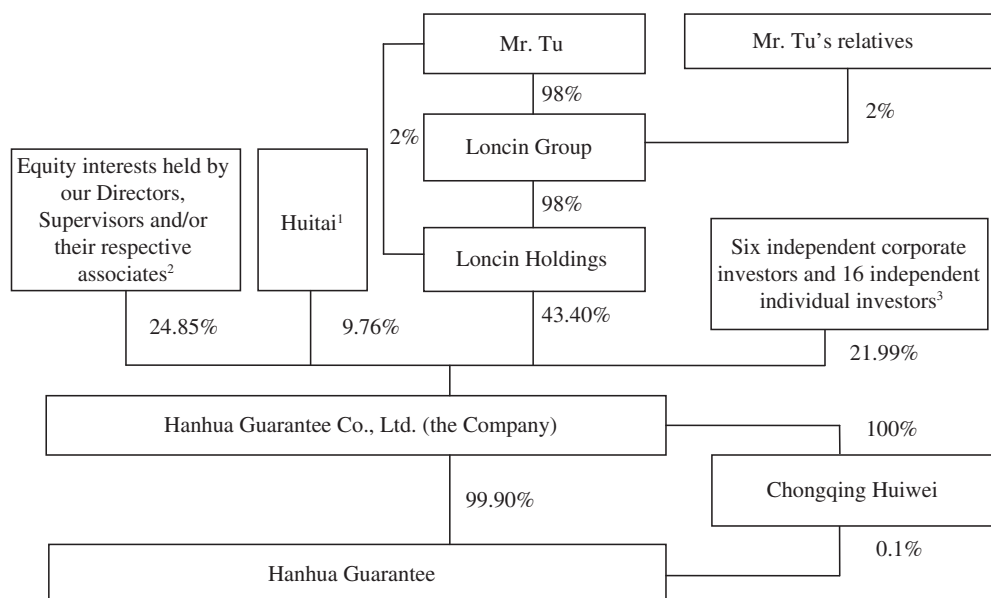 Mr. Tu
Mr. Tu's relatives
98%
2%
2%
Loncin Group
Equity interests held by
our Directors,
Supervisors and/or
their respective
associates²
Huitai¹
98%
Loncin Holdings
Six independent corporate
investors and 16 independent
individual investors³
24.85%
9.76%
43.40%
21.99%
Hanhua Guarantee Co., Ltd. (the Company)
100%
Chongqing Huiwei
99.90%
0.1%
Hanhua Guarantee